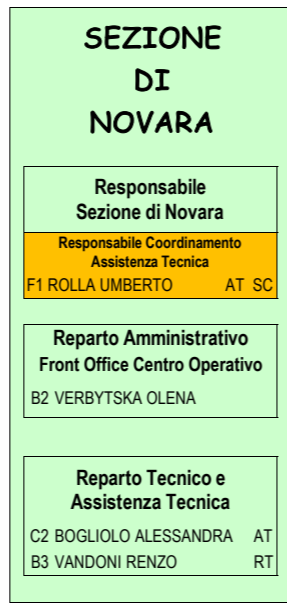 SEZIONE
DI
NOVARA
Responsabile
Sezione di Novara
Responsabile Coordinamento
Assistenza Tecnica
F1 ROLLA UMBERTO AT SC
Reparto Amministrativo
Front Office Centro Operativo
B2 VERBYTSKA OLENA
Reparto Tecnico e
Assistenza Tecnica
C2 BOGLIOLO ALESSANDRA AT
B3 VANDONI RENZO RT